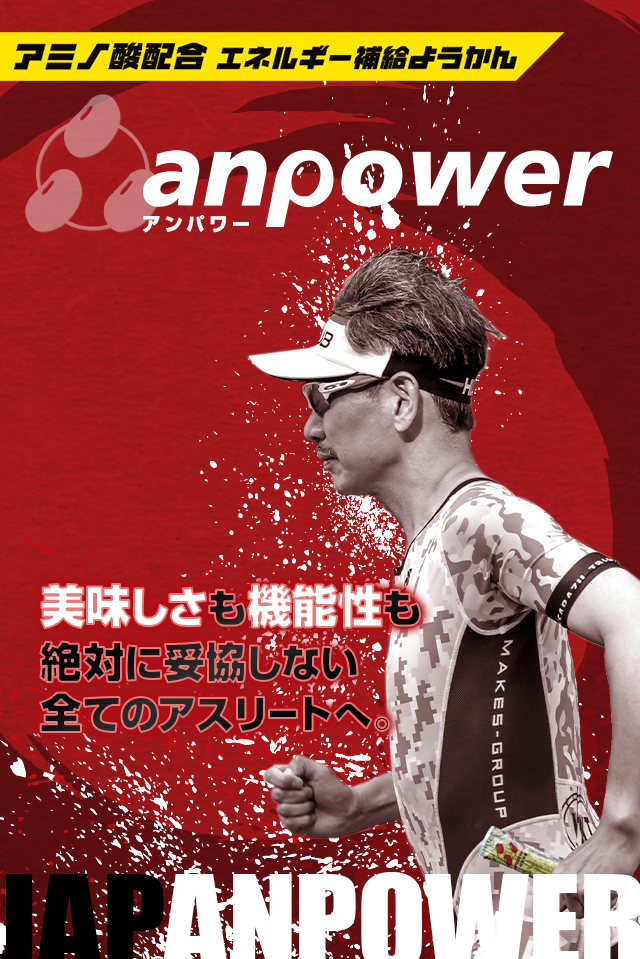 アミノ酸配合 エネルギー補給ようかん
anpower
アンパワー
美味しさも機能性も
絶対に妥協しない
全てのアスリートへ。
MAKES-GROUP
JAPANPOWER